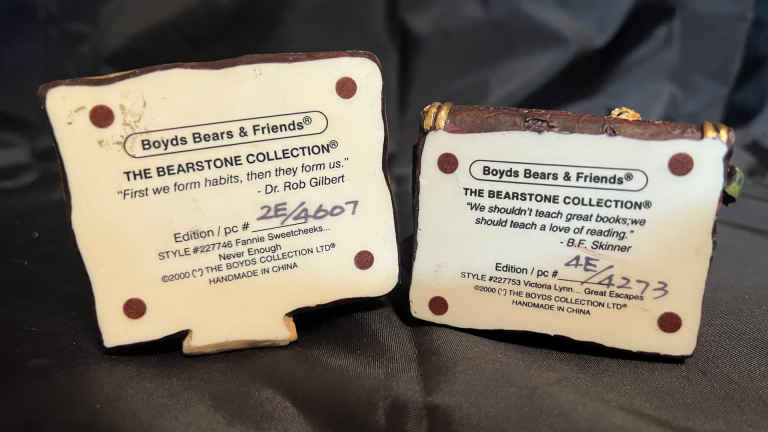 Boyds Bears & Friends®
THE BEARSTONE COLLECTION®
"First we form habits, then they form us."
- Dr. Rob Gilbert
Edition / pc # 2E/4607
STYLE #227746 Fannie Sweetcheeks...
Never Enough
©2000 (") THE BOYDS COLLECTION LTD®
HANDMADE IN CHINA
Boyds Bears & Friends®
THE BEARSTONE COLLECTION®
"We shouldn't teach great books;we
should teach a love of reading."
- B.F. Skinner
Edition / pc # 4E/4273
STYLE #227753 Victoria Lynn.... Great Escapes
©2000 (") THE BOYDS COLLECTION LTD®
HANDMADE IN CHINA